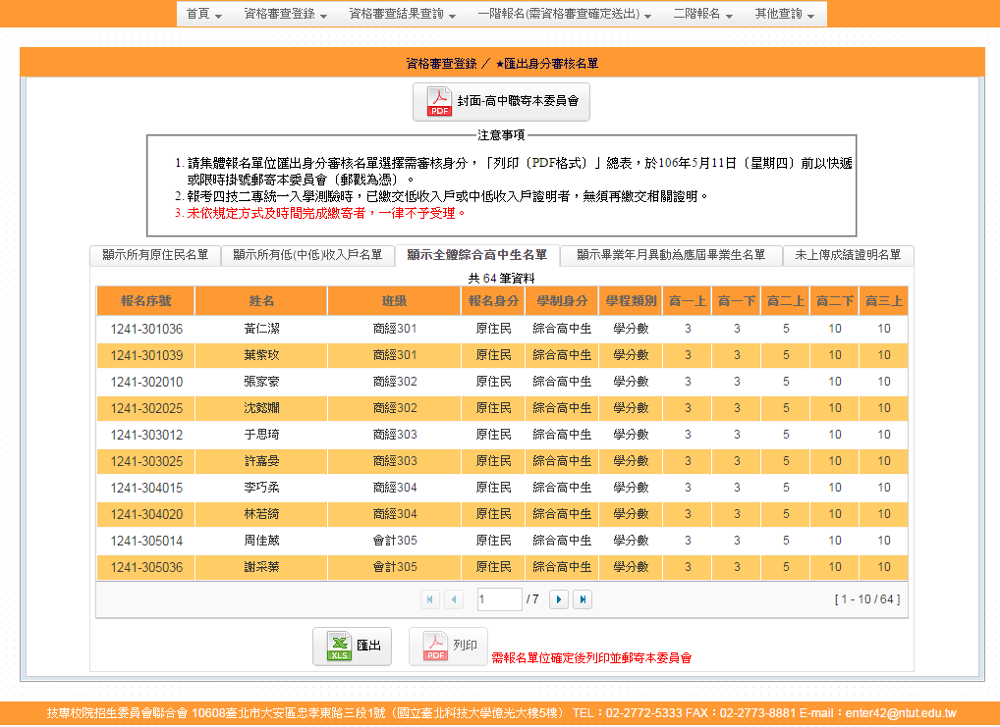 首頁 資格審查登錄 資格審查結果查詢 一階報名(需資格審查確定送出) 二階報名 其他查詢
資格審查登錄 ／ ★匯出身分審核名單
PDF 封面-高中職寄本委員會
注意事項
1. 請集體報名單位匯出身分審核名單選擇需審核身分，「列印〔PDF格式〕」總表，於106年5月11日〔星期四〕前以快遞
或限時掛號郵寄本委員會〔郵戳為憑〕。
2. 報考四技二專統一入學測驗時，已繳交低收入戶或中低收入戶證明者，無須再繳交相關證明。
3. 未依規定方式及時間完成繳寄者，一律不予受理。
顯示所有原住民名單 顯示所有低(中低)收入戶名單 顯示全體綜合高中生名單 顯示畢業年月異動為應屆畢業生名單 未上傳成績證明名單
共 64 筆資料
報名序號 姓名 班級 報名身分 學制身分 學程類別 高一上 高一下 高二上 高二下 高三上
1241-301036 黃仁潔 商經301 原住民 綜合高中生 學分數 3 3 5 10 10
1241-301039 葉紫玫 商經301 原住民 綜合高中生 學分數 3 3 5 10 10
1241-302010 張家寧 商經302 原住民 綜合高中生 學分數 3 3 5 10 10
1241-302025 沈懿嫻 商經302 原住民 綜合高中生 學分數 3 3 5 10 10
1241-303012 于思琦 商經303 原住民 綜合高中生 學分數 3 3 5 10 10
1241-303025 許嘉晏 商經303 原住民 綜合高中生 學分數 3 3 5 10 10
1241-304015 李巧柔 商經304 原住民 綜合高中生 學分數 3 3 5 10 10
1241-304020 林若綺 商經304 原住民 綜合高中生 學分數 3 3 5 10 10
1241-305014 周佳葳 會計305 原住民 綜合高中生 學分數 3 3 5 10 10
1241-305036 謝采蓁 會計305 原住民 綜合高中生 學分數 3 3 5 10 10
1 / 7 [ 1 - 10 / 64 ]
XLS 匯出 PDF 列印 需報名單位確定後列印並郵寄本委員會
技專校院招生委員會聯合會 10608臺北市大安區忠孝東路三段1號（國立臺北科技大學億光大樓5樓） TEL：02-2772-5333 FAX：02-2773-8881 E-mail：enter42@ntut.edu.tw